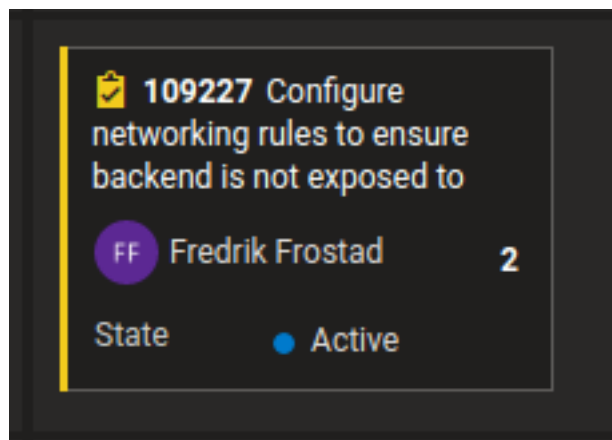 109227 Configure
networking rules to ensure
backend is not exposed to
FF Fredrik Frostad 2
State Active